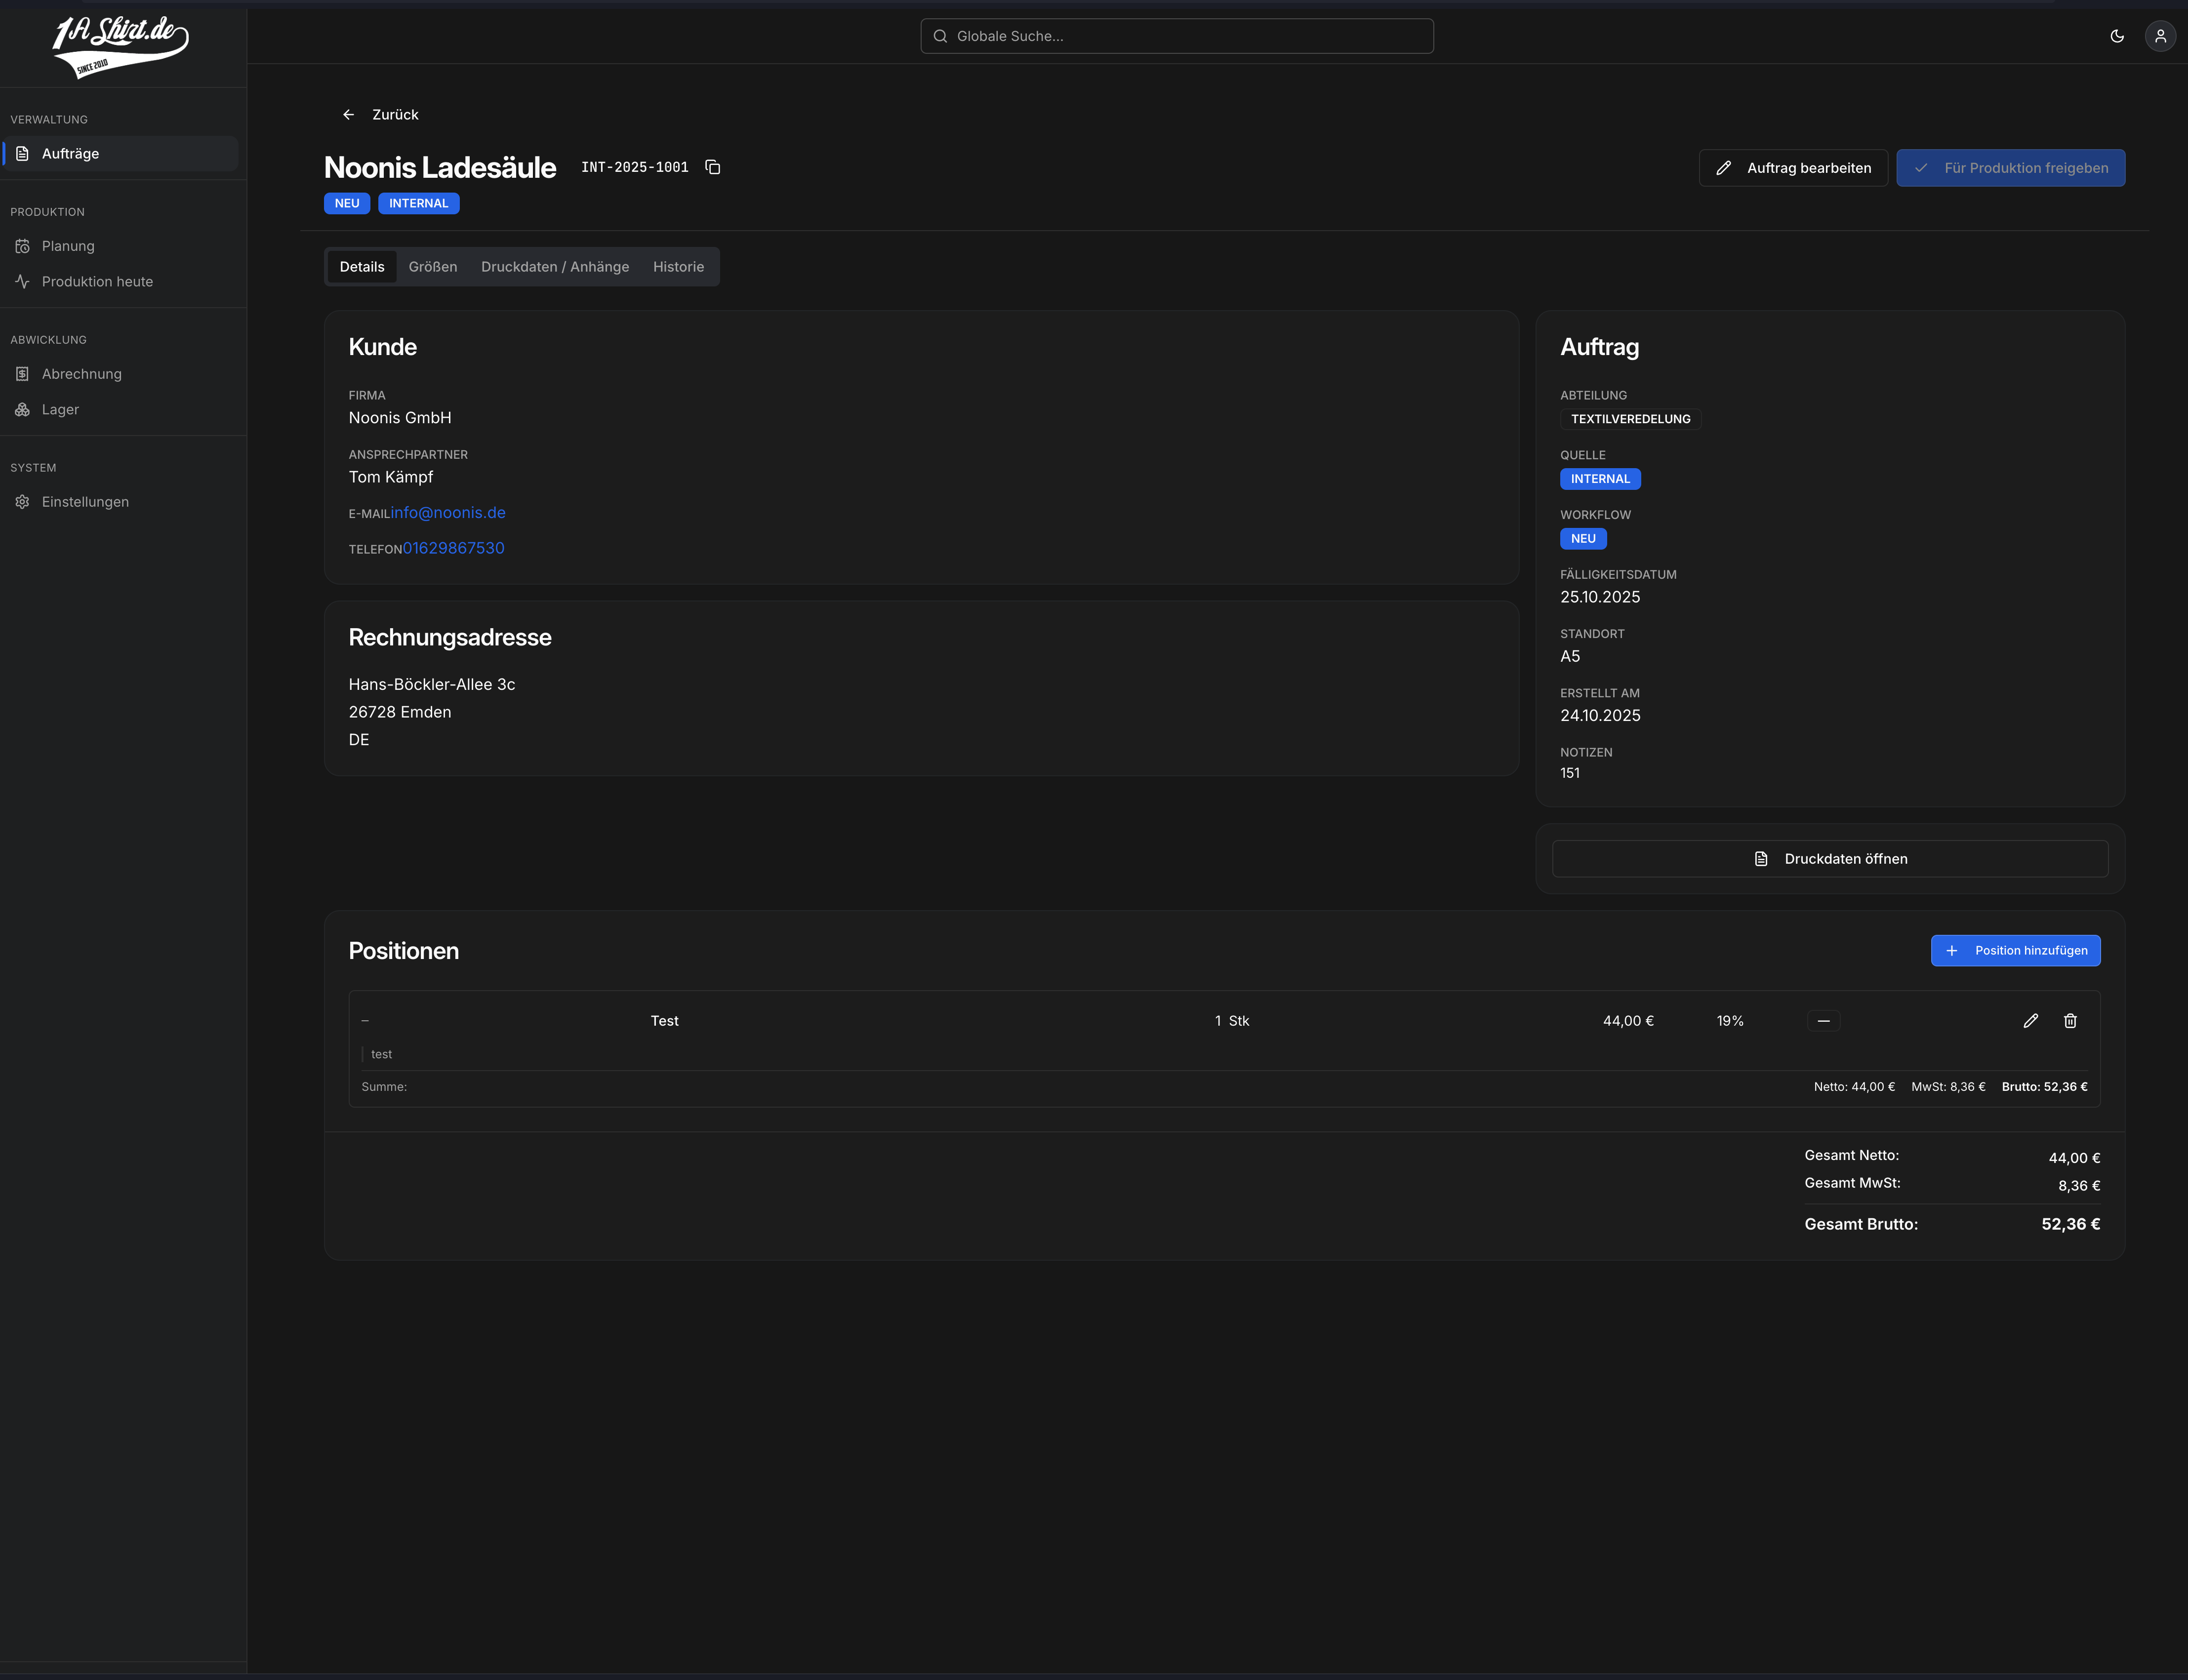 1A Shirt.de
SINCE 2010
Globale Suche...
VERWALTUNG
Aufträge
PRODUKTION
Planung
Produktion heute
ABWICKLUNG
Abrechnung
Lager
SYSTEM
Einstellungen
Zurück
Noonis Ladesäule INT-2025-1001
Auftrag bearbeiten Für Produktion freigeben
NEU INTERNAL
Details Größen Druckdaten / Anhänge Historie
Kunde
FIRMA
Noonis GmbH
ANSPRECHPARTNER
Tom Kämpf
E-MAILinfo@noonis.de
TELEFON01629867530
Rechnungsadresse
Hans-Böckler-Allee 3c
26728 Emden
DE
Auftrag
ABTEILUNG
TEXTILVEREDELUNG
QUELLE
INTERNAL
WORKFLOW
NEU
FÄLLIGKEITSDATUM
25.10.2025
STANDORT
A5
ERSTELLT AM
24.10.2025
NOTIZEN
151
Druckdaten öffnen
Positionen
Position hinzufügen
– Test 1 Stk 44,00 € 19% —
test
Summe: Netto: 44,00 € MwSt: 8,36 € Brutto: 52,36 €
Gesamt Netto: 44,00 €
Gesamt MwSt: 8,36 €
Gesamt Brutto: 52,36 €